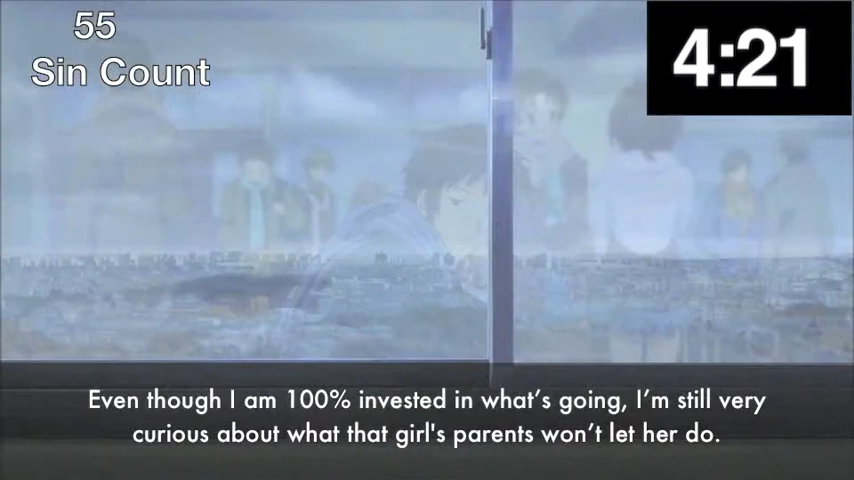 55
Sin Count
4:21
Even though I am 100% invested in what’s going, I’m still very
curious about what that girl's parents won’t let her do.